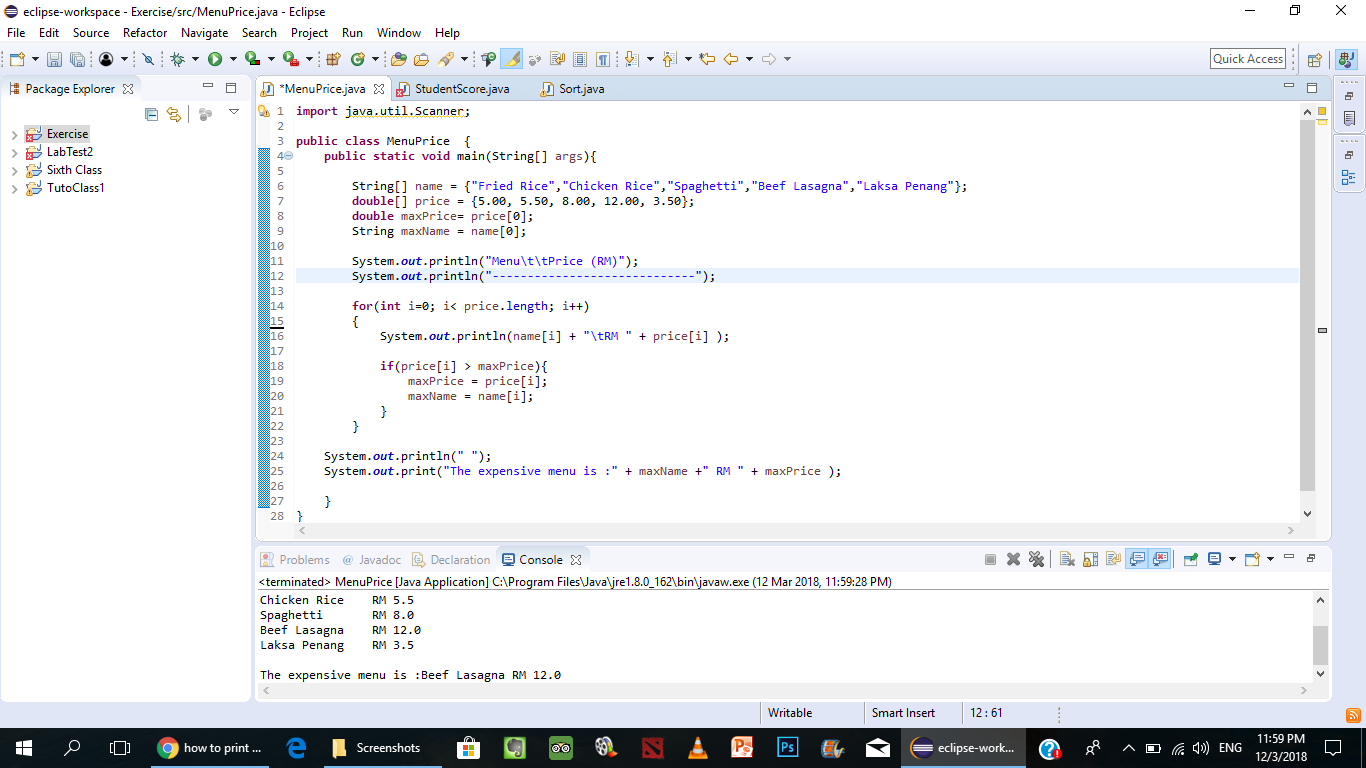 eclipse-workspace - Exercise/src/MenuPrice.java - Eclipse
File Edit Source Refactor Navigate Search Project Run Window Help
Quick Access
Package Explorer
*MenuPrice.java StudentScore.java Sort.java
Exercise
LabTest2
Sixth Class
TutoClass1
1 import java.util.Scanner;
2
3 public class MenuPrice {
4 public static void main(String[] args){
5
6 String[] name = {"Fried Rice","Chicken Rice","Spaghetti","Beef Lasagna","Laksa Penang"};
7 double[] price = {5.00, 5.50, 8.00, 12.00, 3.50};
8 double maxPrice= price[0];
9 String maxName = name[0];
10
11 System.out.println("Menu\t\tPrice (RM)");
12 System.out.println("-----------------------------");
13
14 for(int i=0; i< price.length; i++)
15 {
16 System.out.println(name[i] + "\tRM " + price[i] );
17
18 if(price[i] > maxPrice){
19 maxPrice = price[i];
20 maxName = name[i];
21 }
22 }
23
24 System.out.println(" ");
25 System.out.print("The expensive menu is :" + maxName +" RM " + maxPrice );
26
27 }
28 }
Problems @ Javadoc Declaration Console
<terminated> MenuPrice [Java Application] C:\Program Files\Java\jre1.8.0_162\bin\javaw.exe (12 Mar 2018, 11:59:28 PM)
Chicken Rice RM 5.5
Spaghetti RM 8.0
Beef Lasagna RM 12.0
Laksa Penang RM 3.5
The expensive menu is :Beef Lasagna RM 12.0
Writable Smart Insert 12 : 61
how to print ... Screenshots eclipse-work... ENG 11:59 PM
12/3/2018